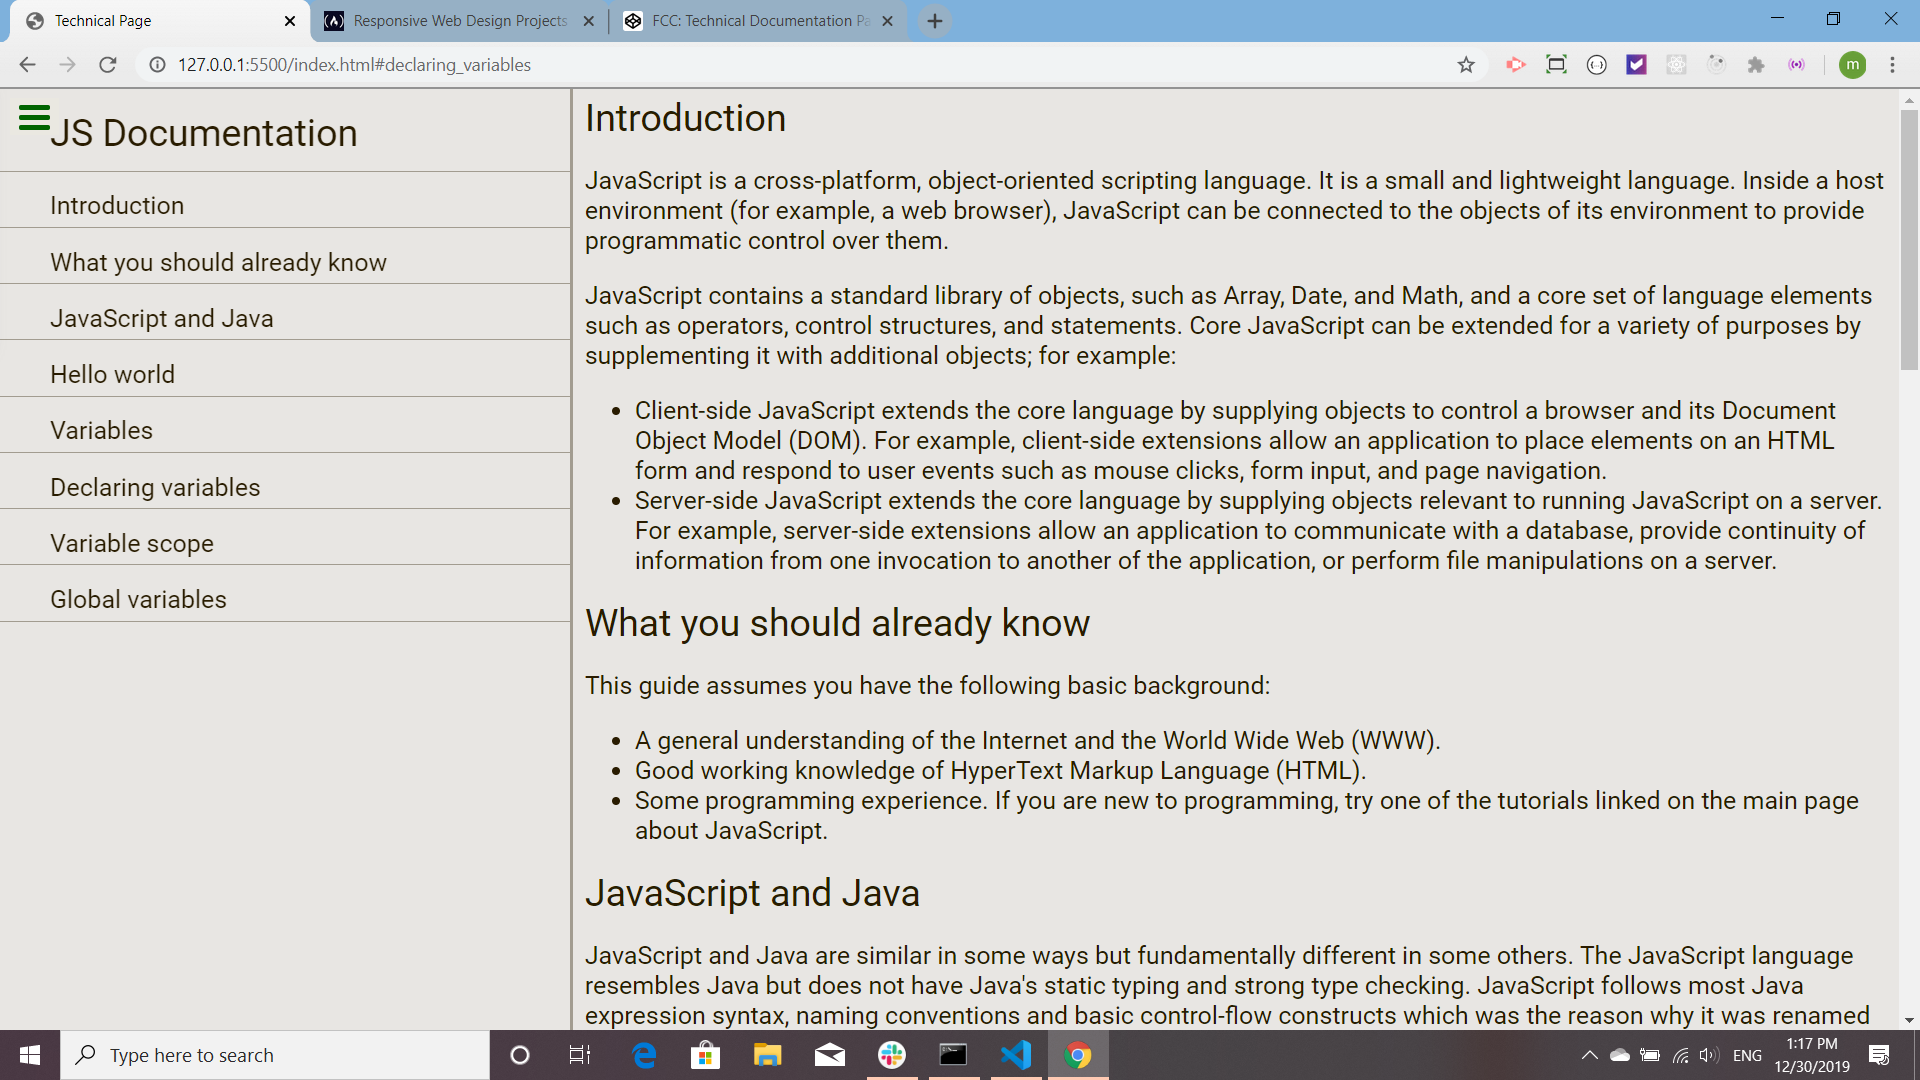 Technical Page
Responsive Web Design Projects
FCC: Technical Documentation Pa
127.0.0.1:5500/index.html#declaring_variables
m
JS Documentation
Introduction
What you should already know
JavaScript and Java
Hello world
Variables
Declaring variables
Variable scope
Global variables
Introduction
JavaScript is a cross-platform, object-oriented scripting language. It is a small and lightweight language. Inside a host
environment (for example, a web browser), JavaScript can be connected to the objects of its environment to provide
programmatic control over them.
JavaScript contains a standard library of objects, such as Array, Date, and Math, and a core set of language elements
such as operators, control structures, and statements. Core JavaScript can be extended for a variety of purposes by
supplementing it with additional objects; for example:
• Client-side JavaScript extends the core language by supplying objects to control a browser and its Document
Object Model (DOM). For example, client-side extensions allow an application to place elements on an HTML
form and respond to user events such as mouse clicks, form input, and page navigation.
• Server-side JavaScript extends the core language by supplying objects relevant to running JavaScript on a server.
For example, server-side extensions allow an application to communicate with a database, provide continuity of
information from one invocation to another of the application, or perform file manipulations on a server.
What you should already know
This guide assumes you have the following basic background:
• A general understanding of the Internet and the World Wide Web (WWW).
• Good working knowledge of HyperText Markup Language (HTML).
• Some programming experience. If you are new to programming, try one of the tutorials linked on the main page
about JavaScript.
JavaScript and Java
JavaScript and Java are similar in some ways but fundamentally different in some others. The JavaScript language
resembles Java but does not have Java's static typing and strong type checking. JavaScript follows most Java
expression syntax, naming conventions and basic control-flow constructs which was the reason why it was renamed
Type here to search
ENG
1:17 PM
12/30/2019